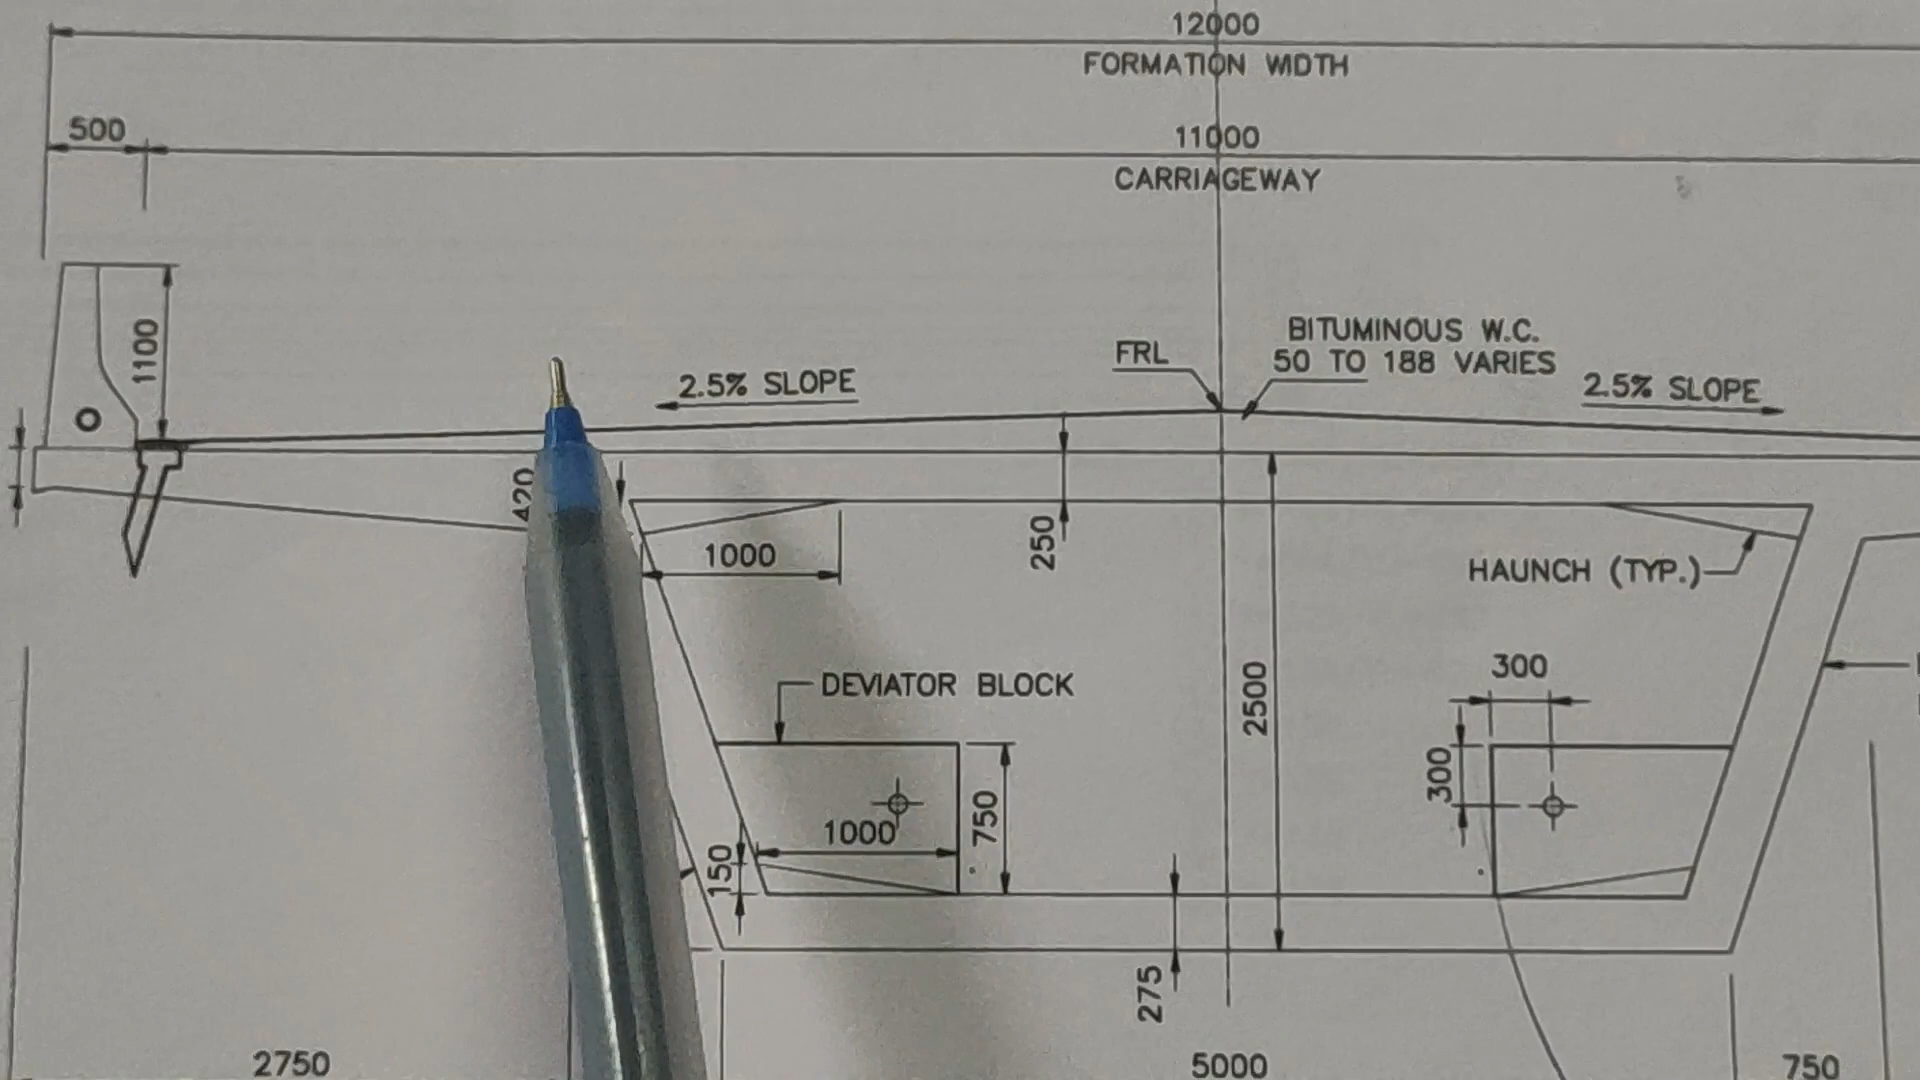 12000
FORMATION WIDTH
500
11000
CARRIAGEWAY
1100
FRL
BITUMINOUS W.C.
50 TO 188 VARIES
2.5% SLOPE
2.5% SLOPE
420
1000
250
HAUNCH (TYP.)
2500
300
DEVIATOR BLOCK
300
750
1000
150
275
2750
5000
750